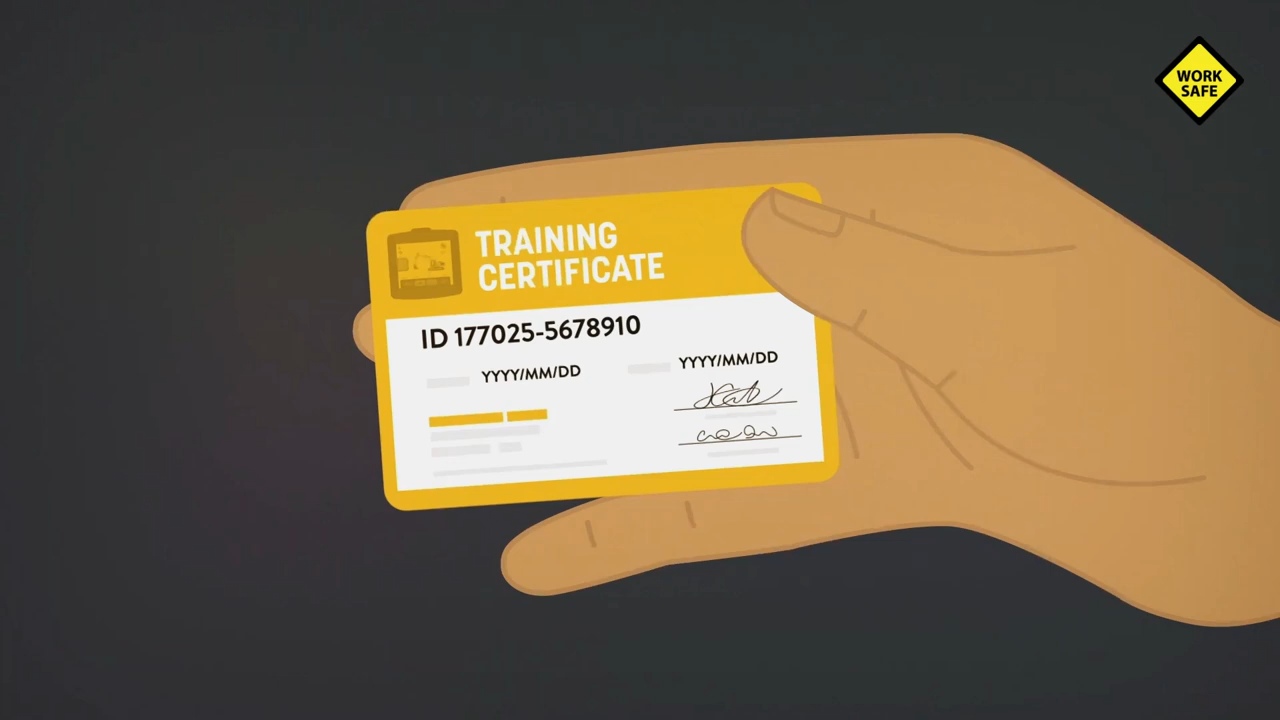 WORK
SAFE
TRAINING
CERTIFICATE
ID 177025-5678910
YYYY/MM/DD
YYYY/MM/DD